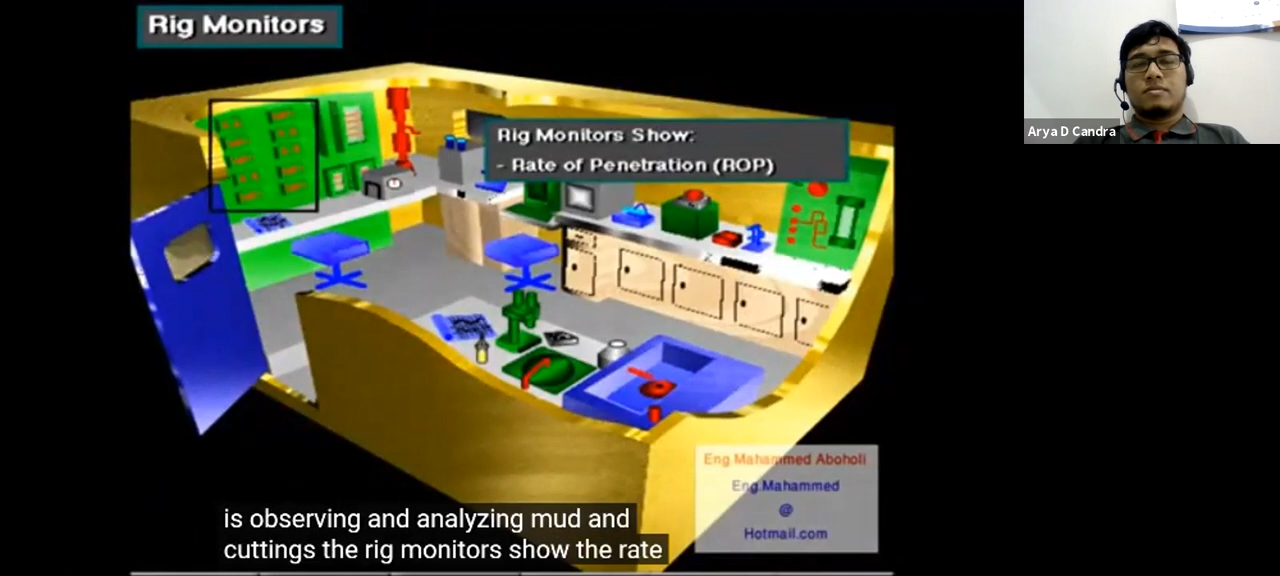 Rig Monitors
Rig Monitors Show:
- Rate of Penetration (ROP)
Arya D Candra
Eng Mahammed Aboholi
Eng.Mahammed
@
Hotmail.com
is observing and analyzing mud and
cuttings the rig monitors show the rate